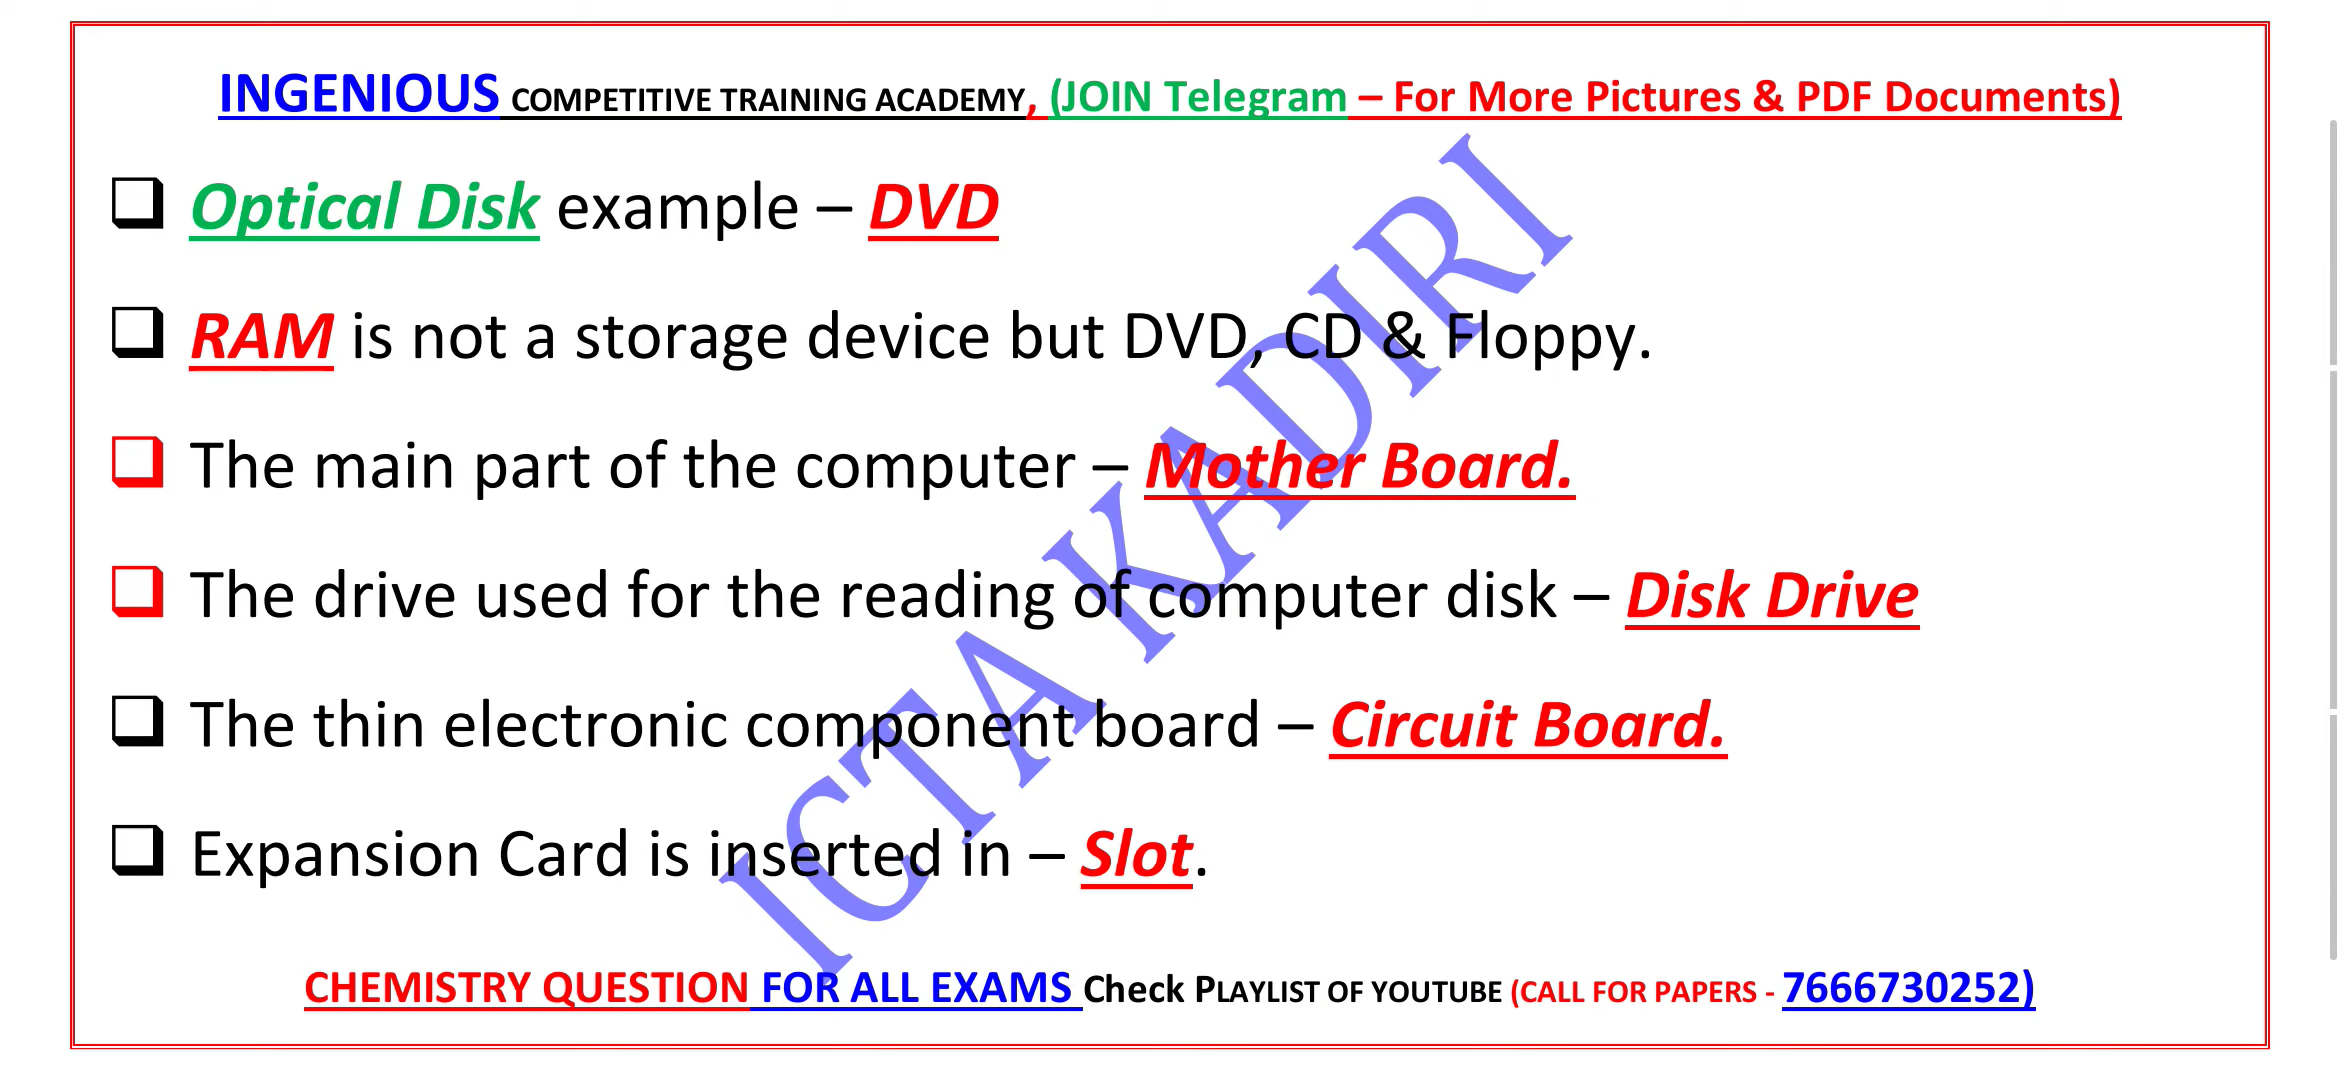 INGENIOUS COMPETITIVE TRAINING ACADEMY, (JOIN Telegram – For More Pictures & PDF Documents)
❑ Optical Disk example – DVD
❑ RAM is not a storage device but DVD, CD & Floppy.
❑ The main part of the computer – Mother Board.
❑ The drive used for the reading of computer disk – Disk Drive
❑ The thin electronic component board – Circuit Board.
❑ Expansion Card is inserted in – Slot.
ICTA KADIRI
CHEMISTRY QUESTION FOR ALL EXAMS Check PLAYLIST OF YOUTUBE (CALL FOR PAPERS - 7666730252)